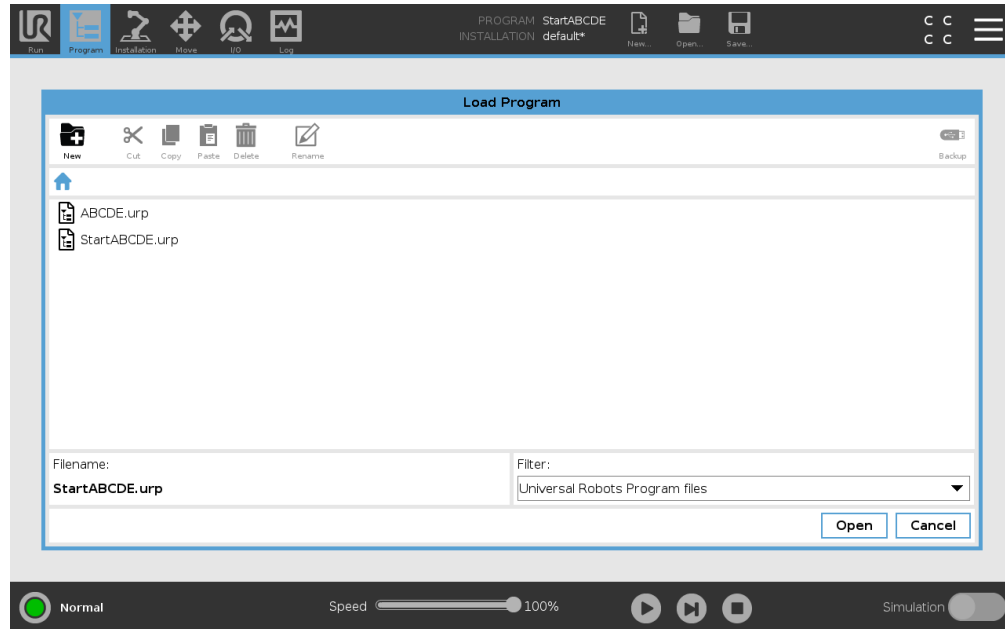 PROGRAM StartABCDE
INSTALLATION default*
Run Program Installation Move I/O Log New... Open... Save...
C C
C C
Load Program
New Cut Copy Paste Delete Rename Backup
ABCDE.urp
StartABCDE.urp
Filename: Filter:
StartABCDE.urp Universal Robots Program files
Open Cancel
Normal Speed 100% Simulation